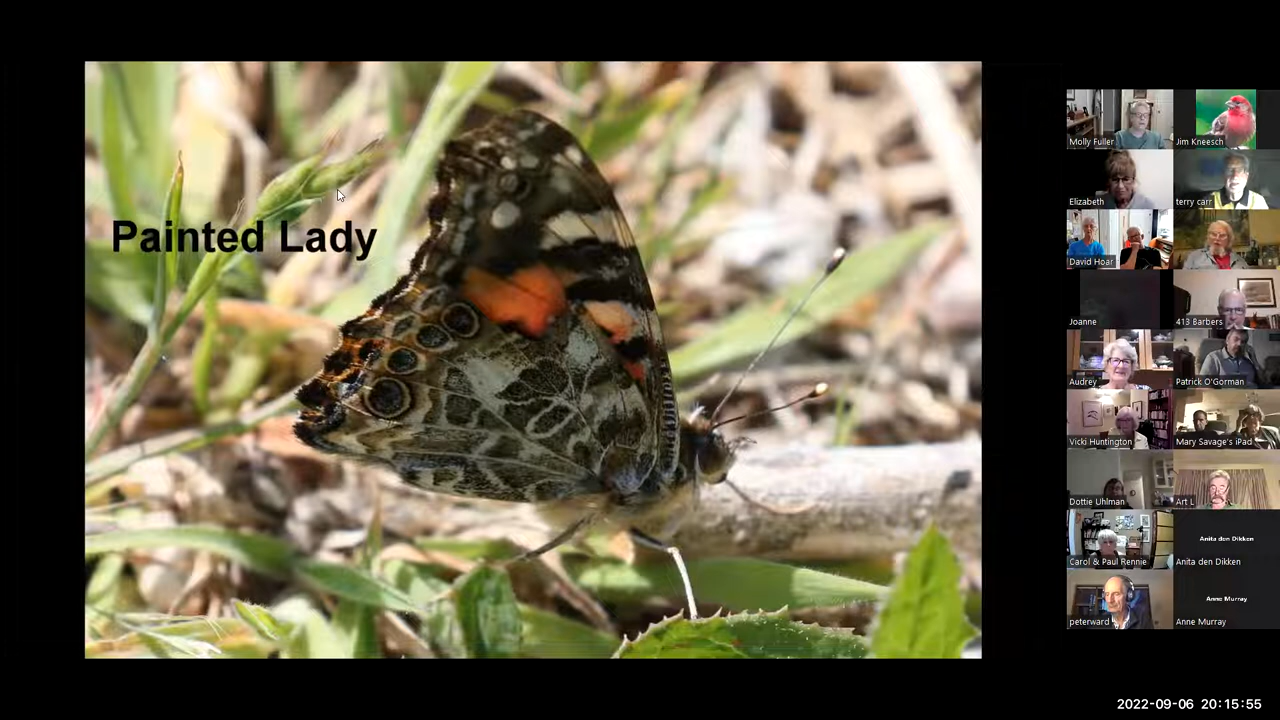 Painted Lady
Molly Fuller
Jim Kneesch
Elizabeth
terry carr
David Hoar
Joanne
413 Barbers
Audrey
Patrick O'Gorman
Vicki Huntington
Mary Savage's iPad
Dottie Uhlman
Art L
Carol & Paul Rennie
Anita den Dikken
Anita den Dikken
peterward
Anne Murray
Anne Murray
2022-09-06 20:15:55